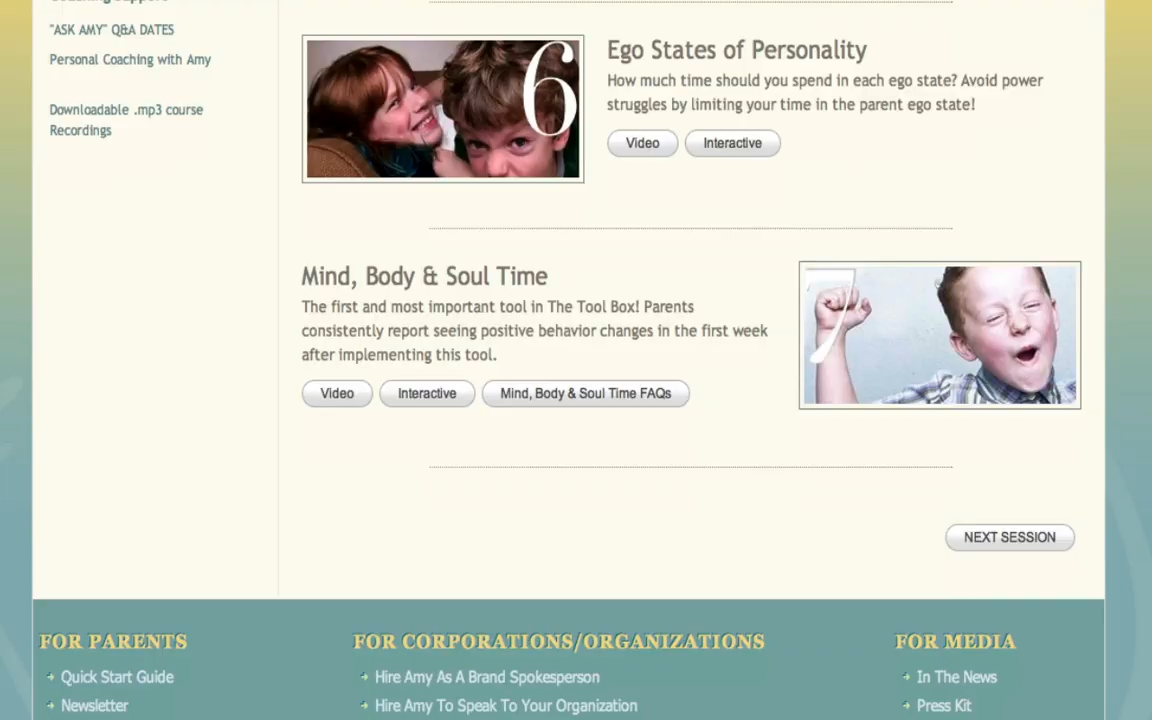 "ASK AMY" Q&A DATES
Personal Coaching with Amy
Downloadable .mp3 course
Recordings
6
Ego States of Personality
How much time should you spend in each ego state? Avoid power
struggles by limiting your time in the parent ego state!
Video
Interactive
Mind, Body & Soul Time
The first and most important tool in The Tool Box! Parents
consistently report seeing positive behavior changes in the first week
after implementing this tool.
Video
Interactive
Mind, Body & Soul Time FAQs
7
NEXT SESSION
FOR PARENTS
Quick Start Guide
Newsletter
FOR CORPORATIONS/ORGANIZATIONS
Hire Amy As A Brand Spokesperson
Hire Amy To Speak To Your Organization
FOR MEDIA
In The News
Press Kit